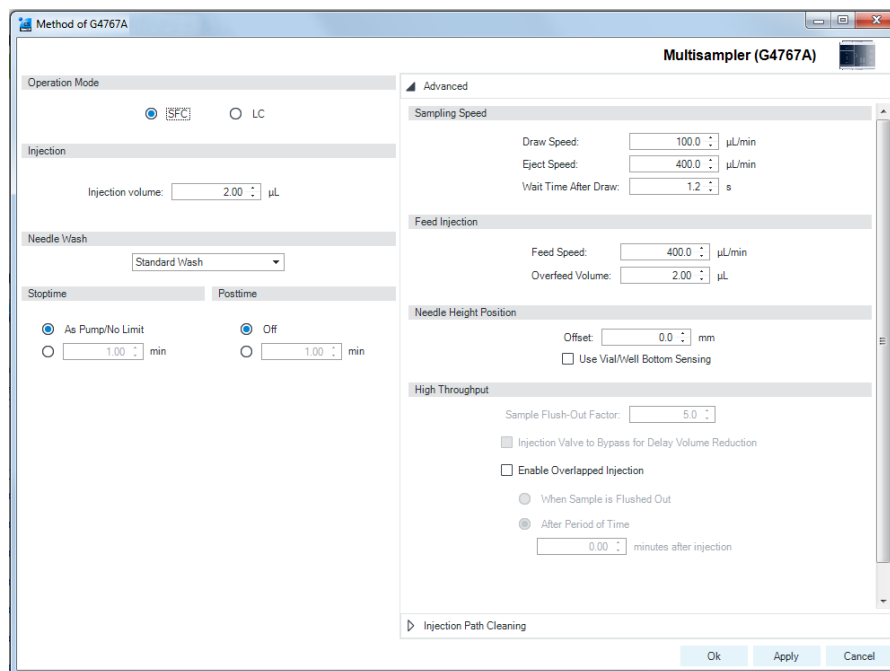 Method of G4767A
Multisampler (G4767A)
Operation Mode
SFC LC
Injection
Injection volume: 2.00 µL
Needle Wash
Standard Wash
Stoptime Posttime
As Pump/No Limit Off
1.00 min 1.00 min
Advanced
Sampling Speed
Draw Speed: 100.0 µL/min
Eject Speed: 400.0 µL/min
Wait Time After Draw: 1.2 s
Feed Injection
Feed Speed: 400.0 µL/min
Overfeed Volume: 2.00 µL
Needle Height Position
Offset: 0.0 mm
Use Vial/Well Bottom Sensing
High Throughput
Sample Flush-Out Factor: 5.0
Injection Valve to Bypass for Delay Volume Reduction
Enable Overlapped Injection
When Sample is Flushed Out
After Period of Time
0.00 minutes after injection
Injection Path Cleaning
Ok Apply Cancel